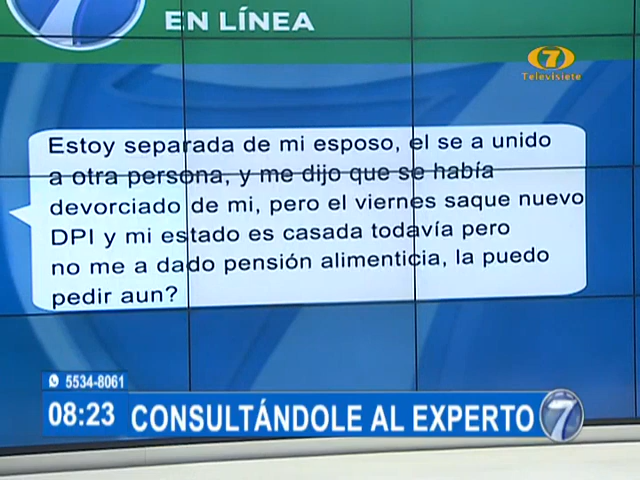 7
EN LÍNEA
7
Televisiete
Estoy separada de mi esposo, el se a unido
a otra persona, y me dijo que se había
devorciado de mi, pero el viernes saque nuevo
DPI y mi estado es casada todavía pero
no me a dado pensión alimenticia, la puedo
pedir aun?
5534-8061
08:23 CONSULTÁNDOLE AL EXPERTO 7